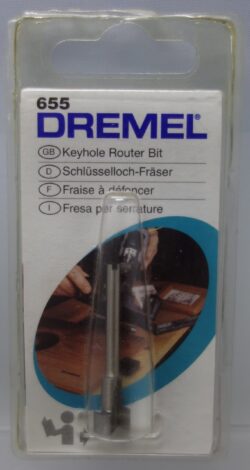 655
DREMEL®
GB Keyhole Router Bit
D Schlüsselloch-Fräser
F Fraise à défoncer
I Fresa per serrature